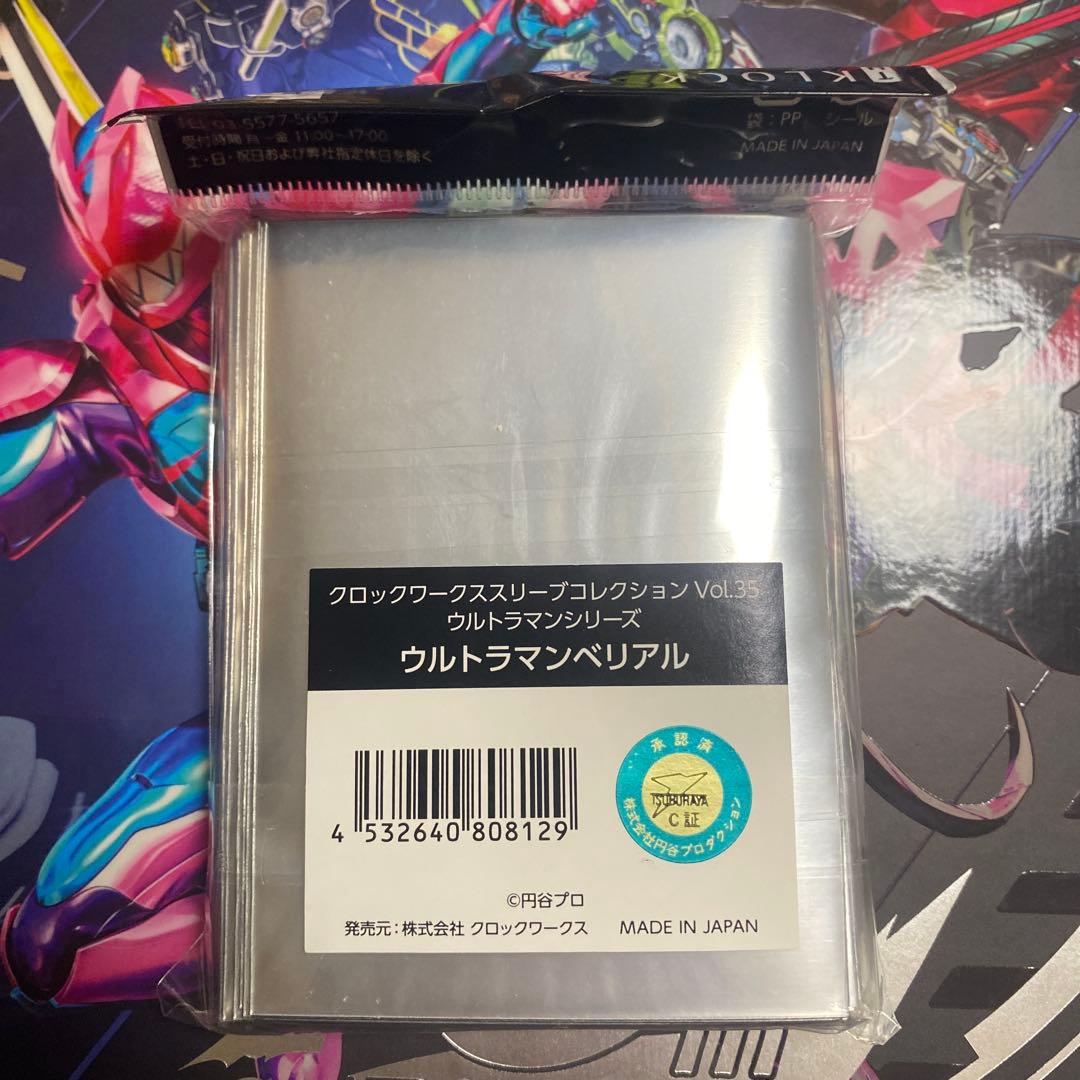 KLOCK
TEL 03-5577-5657
受付時間 月ー金 11:00~17:00
土・日・祝日および弊社指定休日を除く
袋：PP シール
MADE IN JAPAN
クロックワークススリーブコレクション Vol.35
ウルトラマンシリーズ
ウルトラマンベリアル
4 532640 808129
承認済
TSUBURAYA
C 証
株式会社円谷プロダクション
©円谷プロ
発売元：株式会社 クロックワークス MADE IN JAPAN